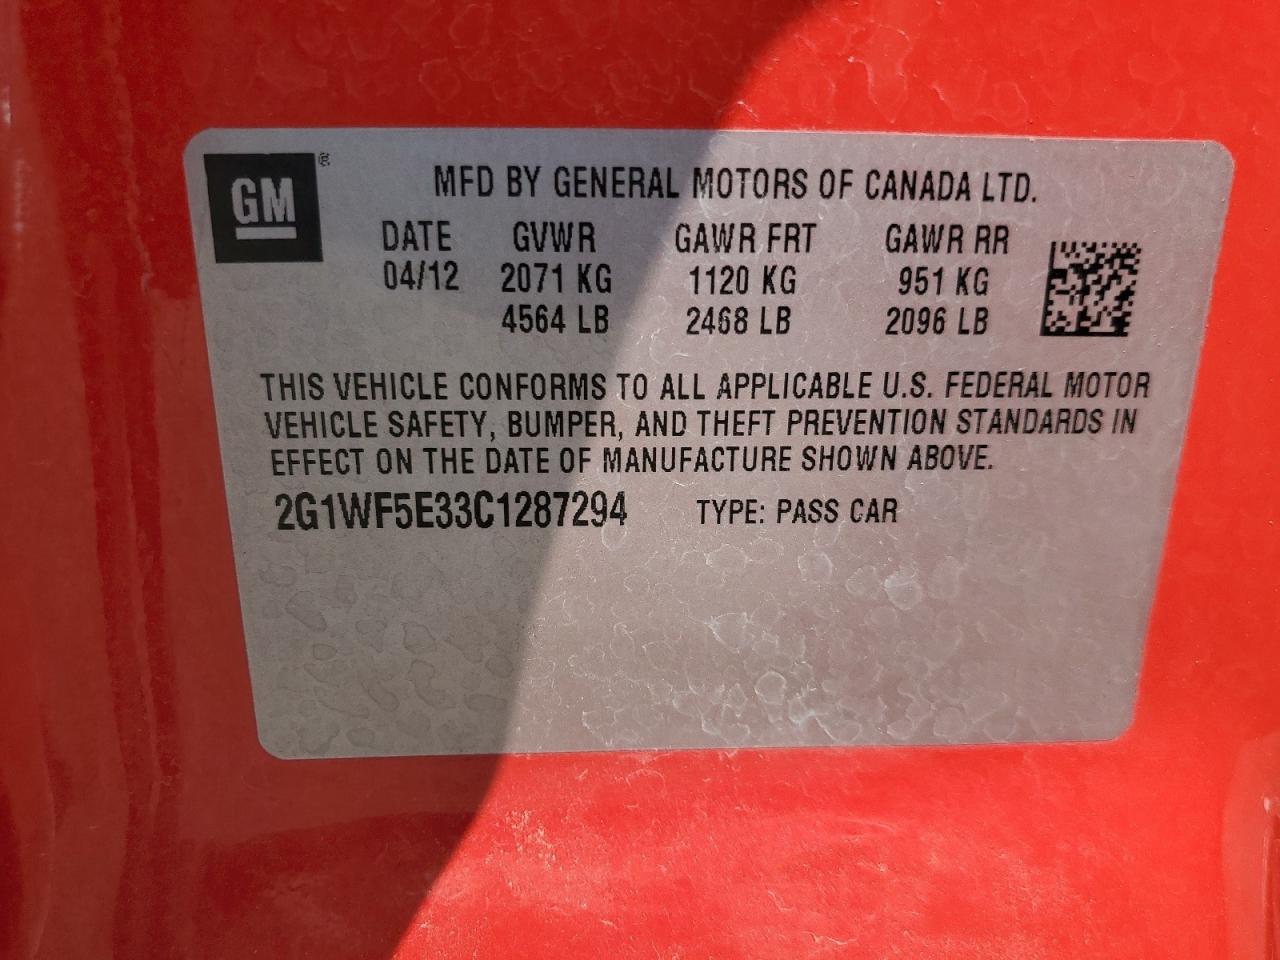 GM ®
MFD BY GENERAL MOTORS OF CANADA LTD.
DATE GVWR GAWR FRT GAWR RR
04/12 2071 KG 1120 KG 951 KG
4564 LB 2468 LB 2096 LB
THIS VEHICLE CONFORMS TO ALL APPLICABLE U.S. FEDERAL MOTOR
VEHICLE SAFETY, BUMPER, AND THEFT PREVENTION STANDARDS IN
EFFECT ON THE DATE OF MANUFACTURE SHOWN ABOVE.
2G1WF5E33C1287294 TYPE: PASS CAR